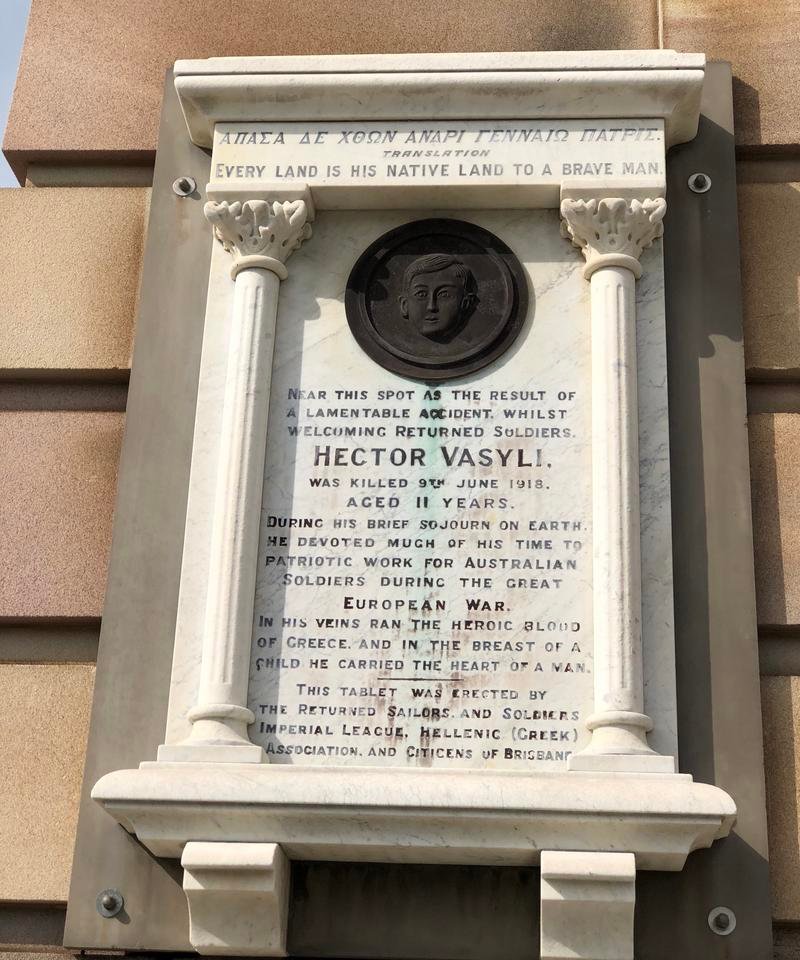 ΑΠΑΣΑ ΔΕ ΧΘΩΝ ΑΝΔΡΙ ΓΕΝΝΑΙΩ ΠΑΤΡΙΣ.
TRANSLATION
EVERY LAND IS HIS NATIVE LAND TO A BRAVE MAN.
NEAR THIS SPOT AS THE RESULT OF
A LAMENTABLE ACCIDENT, WHILST
WELCOMING RETURNED SOLDIERS.
HECTOR VASYLI,
WAS KILLED 9TH JUNE 1918.
AGED 11 YEARS.
DURING HIS BRIEF SOJOURN ON EARTH.
HE DEVOTED MUCH OF HIS TIME TO
PATRIOTIC WORK FOR AUSTRALIAN
SOLDIERS DURING THE GREAT
EUROPEAN WAR.
IN HIS VEINS RAN THE HEROIC BLOOD
OF GREECE, AND IN THE BREAST OF A
CHILD HE CARRIED THE HEART OF A MAN.
THIS TABLET WAS ERECTED BY
THE RETURNED SAILORS, AND SOLDIERS
IMPERIAL LEAGUE, HELLENIC (GREEK)
ASSOCIATION, AND CITICENS OF BRISBANE